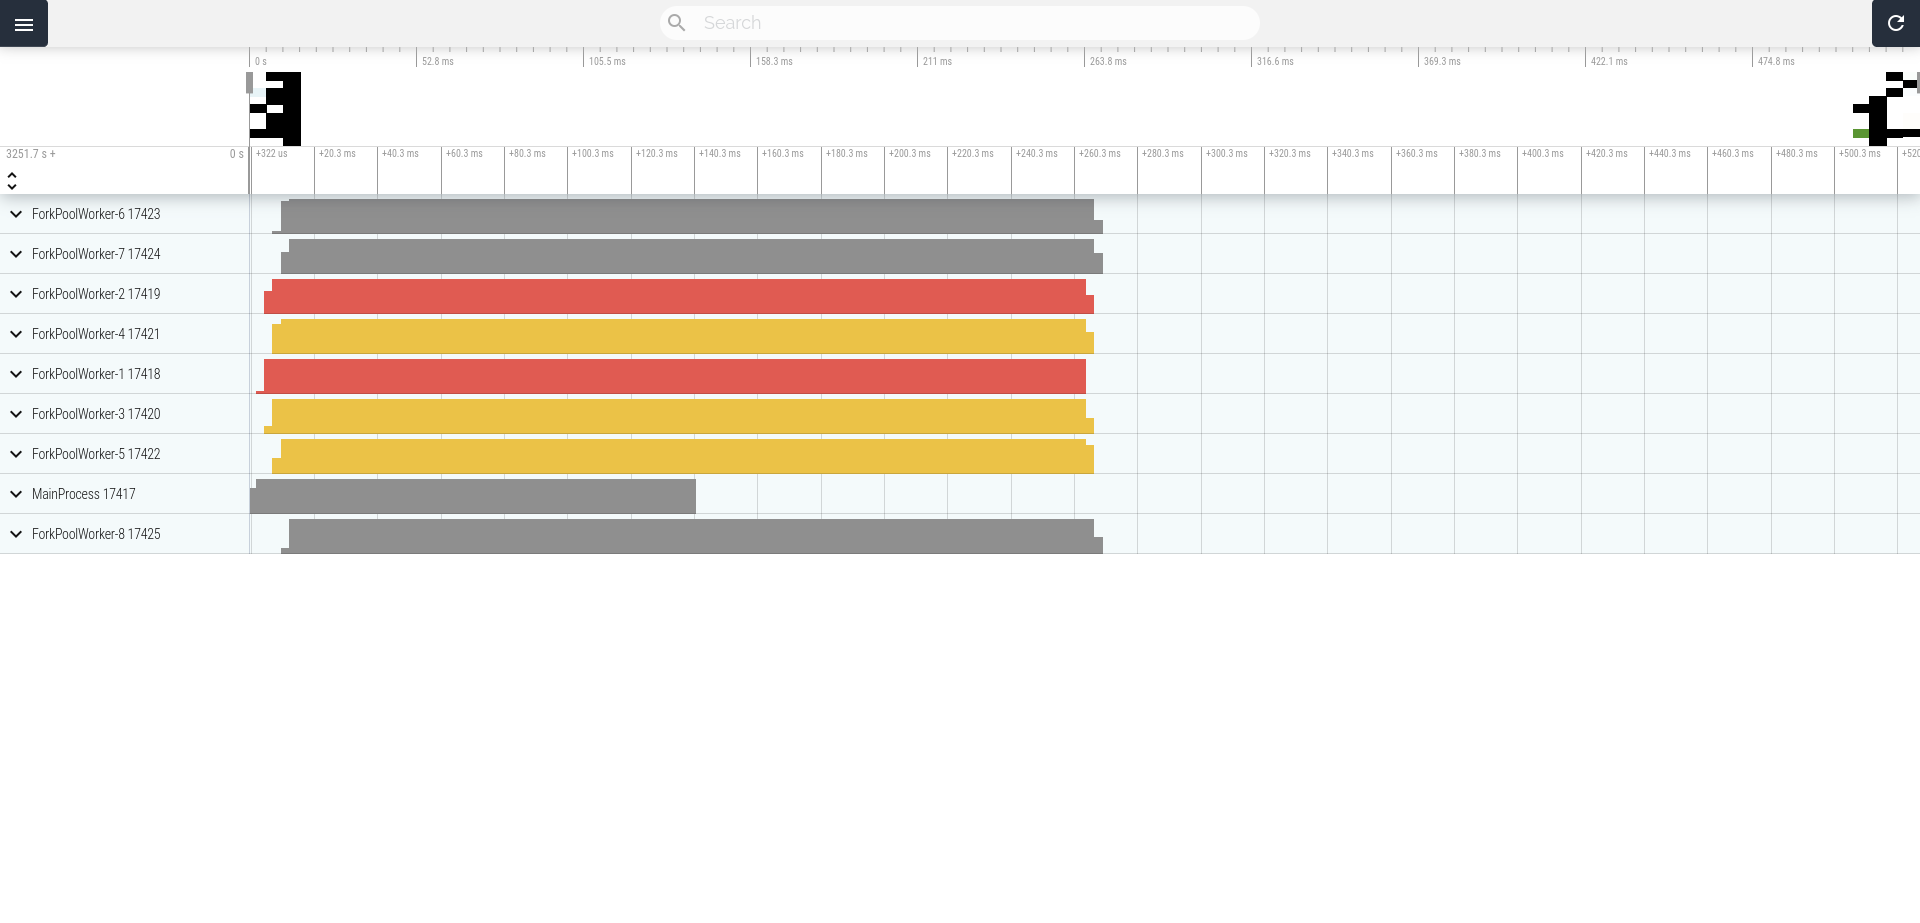 Search
0 s 52.8 ms 105.5 ms 158.3 ms 211 ms 263.8 ms 316.6 ms 369.3 ms 422.1 ms 474.8 ms
3251.7 s + 0 s +322 us +20.3 ms +40.3 ms +60.3 ms +80.3 ms +100.3 ms +120.3 ms +140.3 ms +160.3 ms +180.3 ms +200.3 ms +220.3 ms +240.3 ms +260.3 ms +280.3 ms +300.3 ms +320.3 ms +340.3 ms +360.3 ms +380.3 ms +400.3 ms +420.3 ms +440.3 ms +460.3 ms +480.3 ms +500.3 ms +520
ForkPoolWorker-6 17423
ForkPoolWorker-7 17424
ForkPoolWorker-2 17419
ForkPoolWorker-4 17421
ForkPoolWorker-1 17418
ForkPoolWorker-3 17420
ForkPoolWorker-5 17422
MainProcess 17417
ForkPoolWorker-8 17425